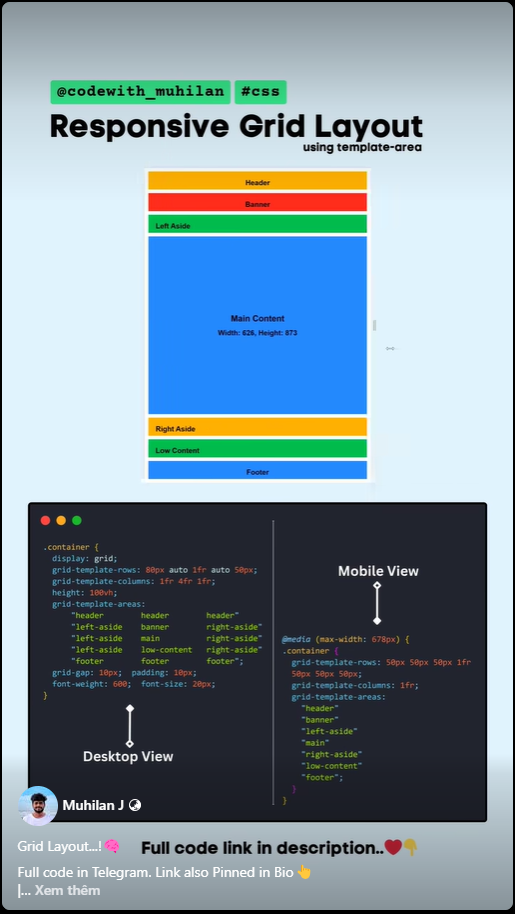 @codewith_muhilan #css
Responsive Grid Layout
using template-area
Header
Banner
Left Aside
Main Content
Width: 626, Height: 873
Right Aside
Low Content
Footer
.container {
display: grid;
grid-template-rows: 80px auto 1fr auto 50px;
grid-template-columns: 1fr 4fr 1fr;
height: 100vh;
grid-template-areas:
"header header header"
"left-aside banner right-aside"
"left-aside main right-aside"
"left-aside low-content right-aside"
"footer footer footer";
grid-gap: 10px; padding: 10px;
font-weight: 600; font-size: 20px;
}
Desktop View
Mobile View
@media (max-width: 678px) {
.container {
grid-template-rows: 50px 50px 50px 1fr
50px 50px 50px;
grid-template-columns: 1fr;
grid-template-areas:
"header"
"banner"
"left-aside"
"main"
"right-aside"
"low-content"
"footer";
}
}
Muhilan J
Grid Layout...!🧠
Full code link in description..❤️👇
Full code in Telegram. Link also Pinned in Bio 👆
|... Xem thêm